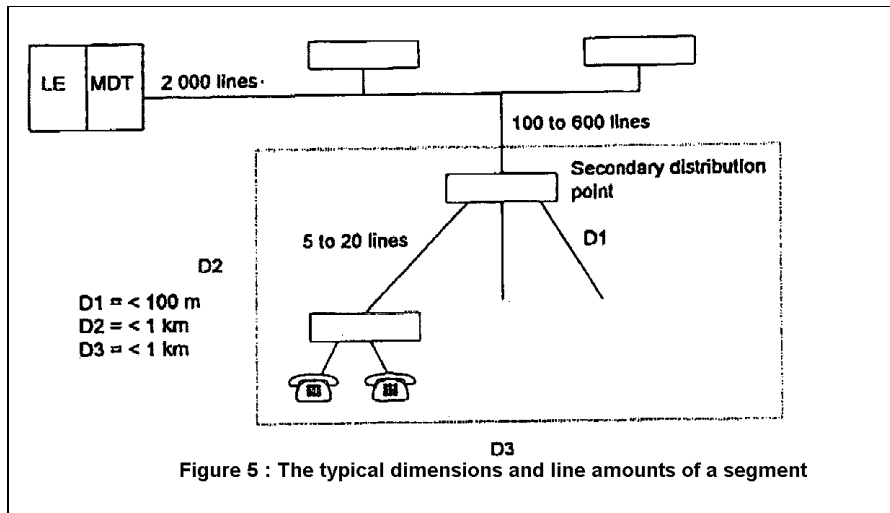 LE MDT
2 000 lines
100 to 600 lines
Secondary distribution
point
5 to 20 lines
D1
D2
D1 = < 100 m
D2 = < 1 km
D3 = < 1 km
D3
Figure 5 : The typical dimensions and line amounts of a segment